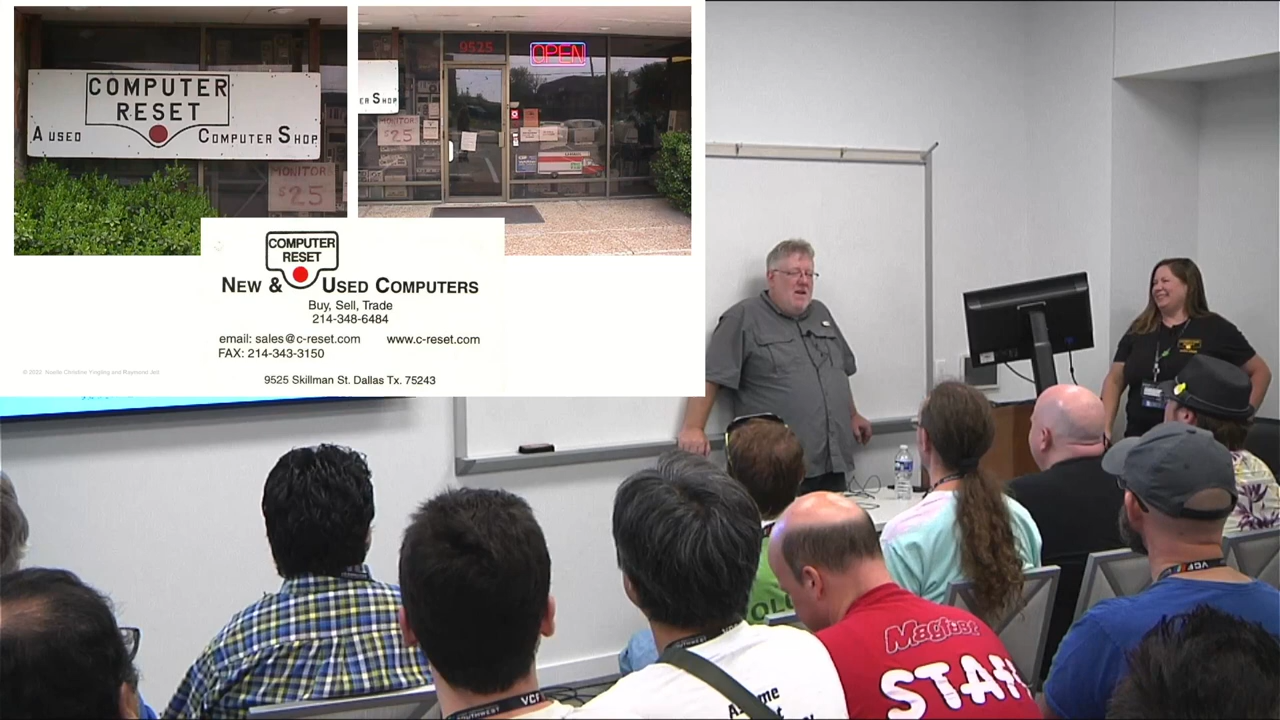 COMPUTER
RESET
A USED
COMPUTER SHOP
MONITOR
$25
9525
OPEN
ER SHOP
MONITOR
$25
COMPUTER
RESET
NEW & USED COMPUTERS
Buy, Sell, Trade
214-348-6484
email: sales@c-reset.com www.c-reset.com
FAX: 214-343-3150
9525 Skillman St. Dallas Tx. 75243
Magfest
STAFF
VCF